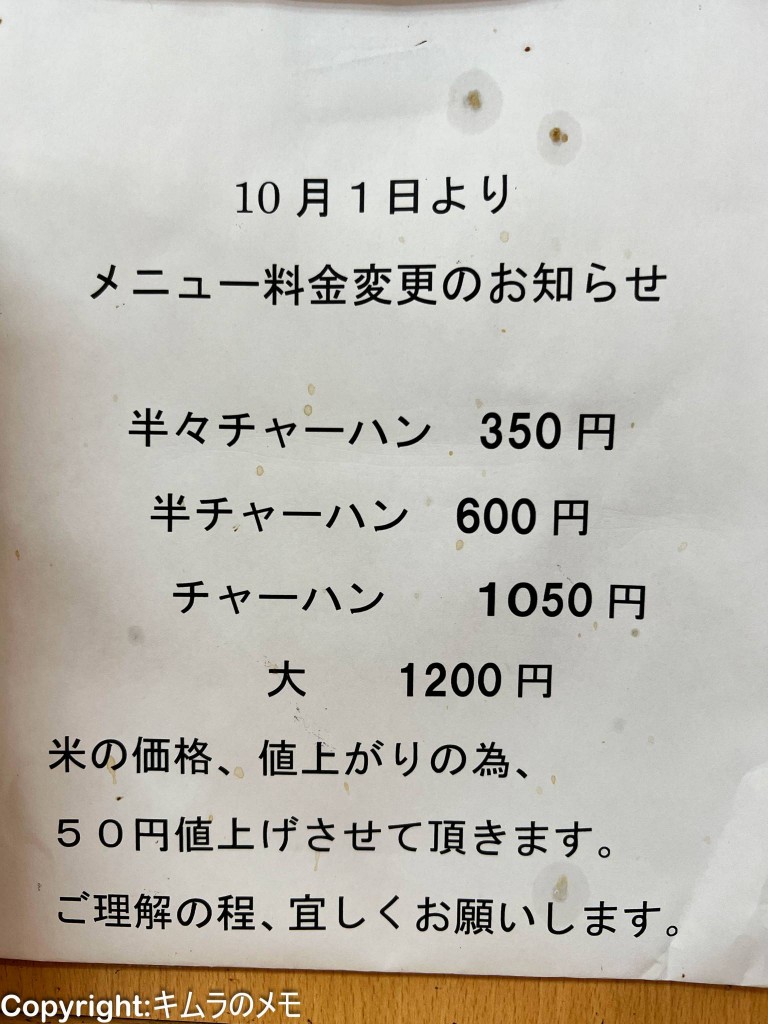 10月１日より
メニュー料金変更のお知らせ
半々チャーハン　350円
半チャーハン　600円
チャーハン　　1050円
大　　1200円
米の価格、値上がりの為、
５０円値上げさせて頂きます。
ご理解の程、宜しくお願いします。
Copyright:キムラのメモ